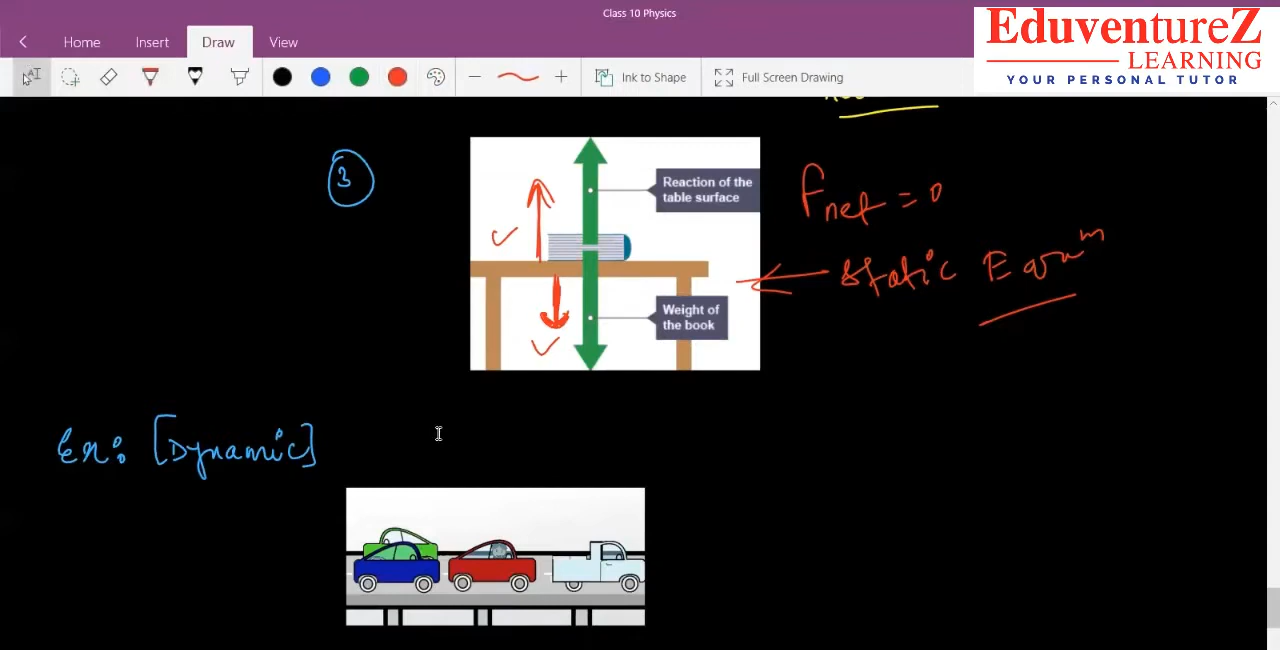 Class 10 Physics
Home Insert Draw View
EduventureZ
LEARNING
YOUR PERSONAL TUTOR
Ink to Shape Full Screen Drawing
3
Reaction of the
table surface
Fnet = 0
Static Equm
Weight of
the book
Ex: [Dynamic]